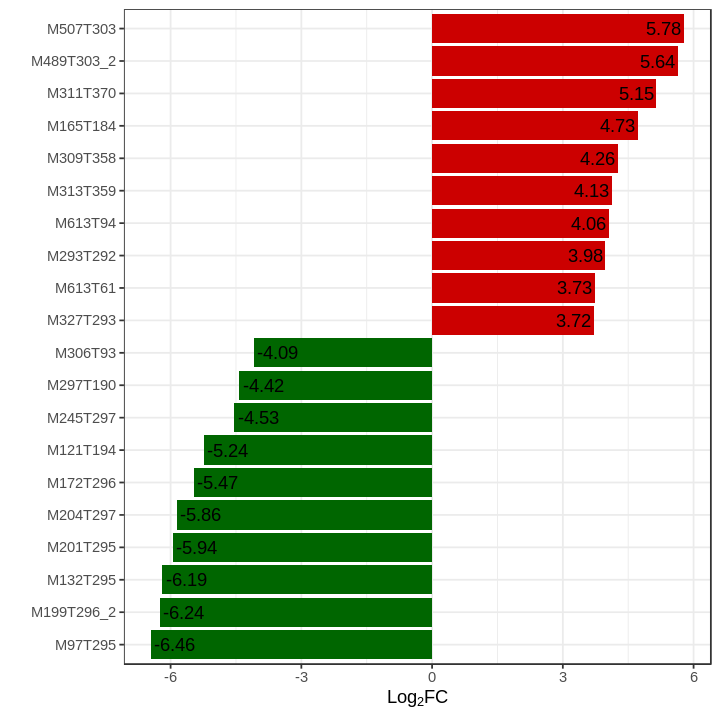 M507T303 5.78
M489T303_2 5.64
M311T370 5.15
M165T184 4.73
M309T358 4.26
M313T359 4.13
M613T94 4.06
M293T292 3.98
M613T61 3.73
M327T293 3.72
M306T93 -4.09
M297T190 -4.42
M245T297 -4.53
M121T194 -5.24
M172T296 -5.47
M204T297 -5.86
M201T295 -5.94
M132T295 -6.19
M199T296_2 -6.24
M97T295 -6.46
-6 -3 0 3 6
Log₂FC